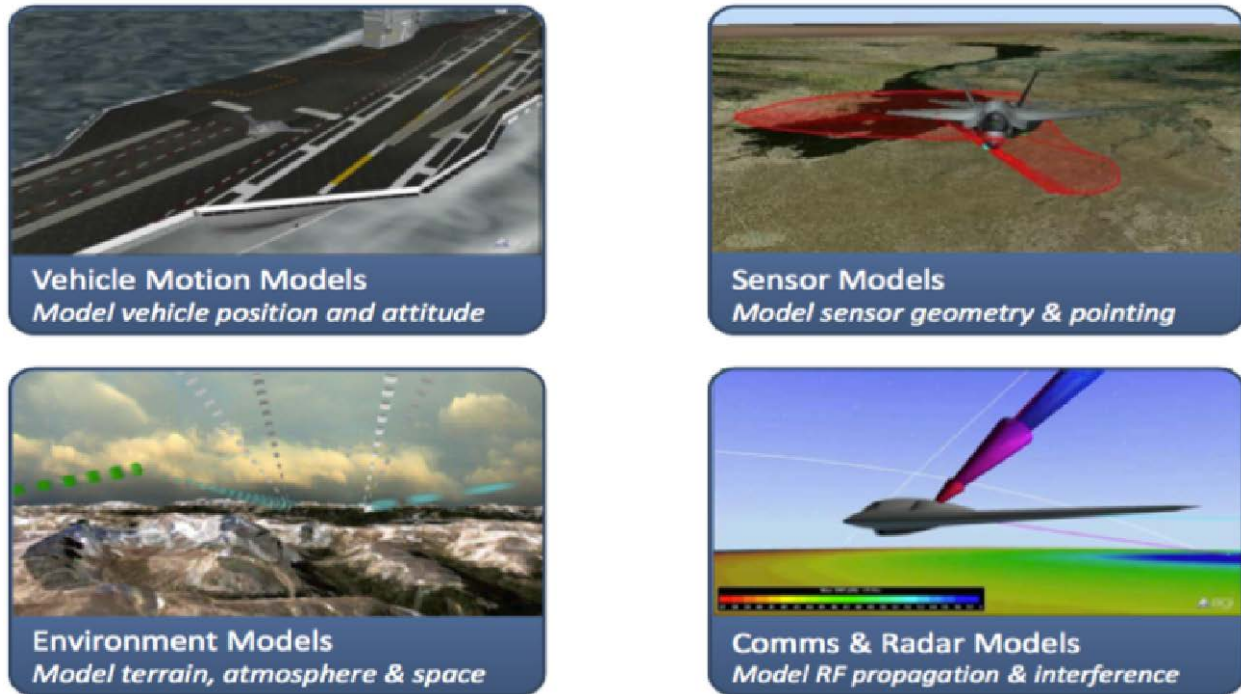 Vehicle Motion Models
Model vehicle position and attitude
Sensor Models
Model sensor geometry & pointing
Environment Models
Model terrain, atmosphere & space
Comms & Radar Models
Model RF propagation & interference